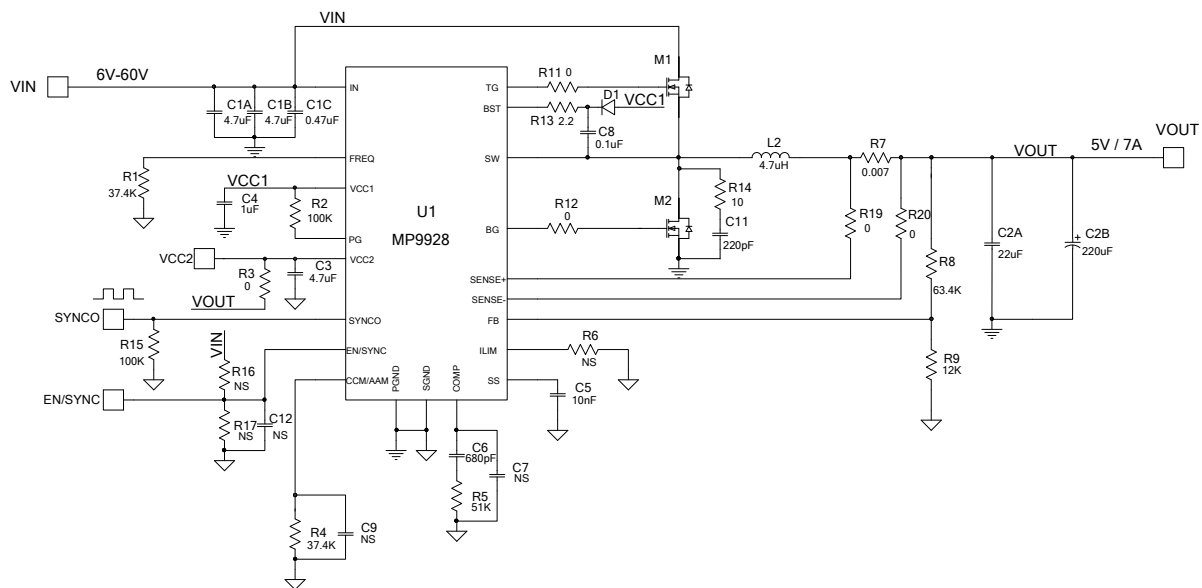 VIN
M1
6V-60V
VIN
IN
TG
R11 0
C1A
C1B
C1C
4.7uF
4.7uF
0.47uF
BST
R13 2.2
D1
VCC1
C8
0.1uF
VOUT
5V / 7A
VOUT
L2
4.7uH
R7
0.007
FREQ
SW
R1
37.4K
VCC1
VCC1
C4
1uF
R2
100K
PG
U1
MP9928
R14
10
C11
220pF
M2
R12
0
BG
R19
0
R20
0
C2A
22uF
C2B
220uF
+
VCC2
VCC2
R3
0
C3
4.7uF
VOUT
SENSE+
SENSE-
R8
63.4K
SYNCO
SYNCO
FB
R15
100K
VIN
R16
NS
EN/SYNC
ILIM
R6
NS
R9
12K
CCM/AAM
PGND
SGND
COMP
SS
C5
10nF
EN/SYNC
R17
NS
C12
NS
C6
680pF
C7
NS
R5
51K
R4
37.4K
C9
NS